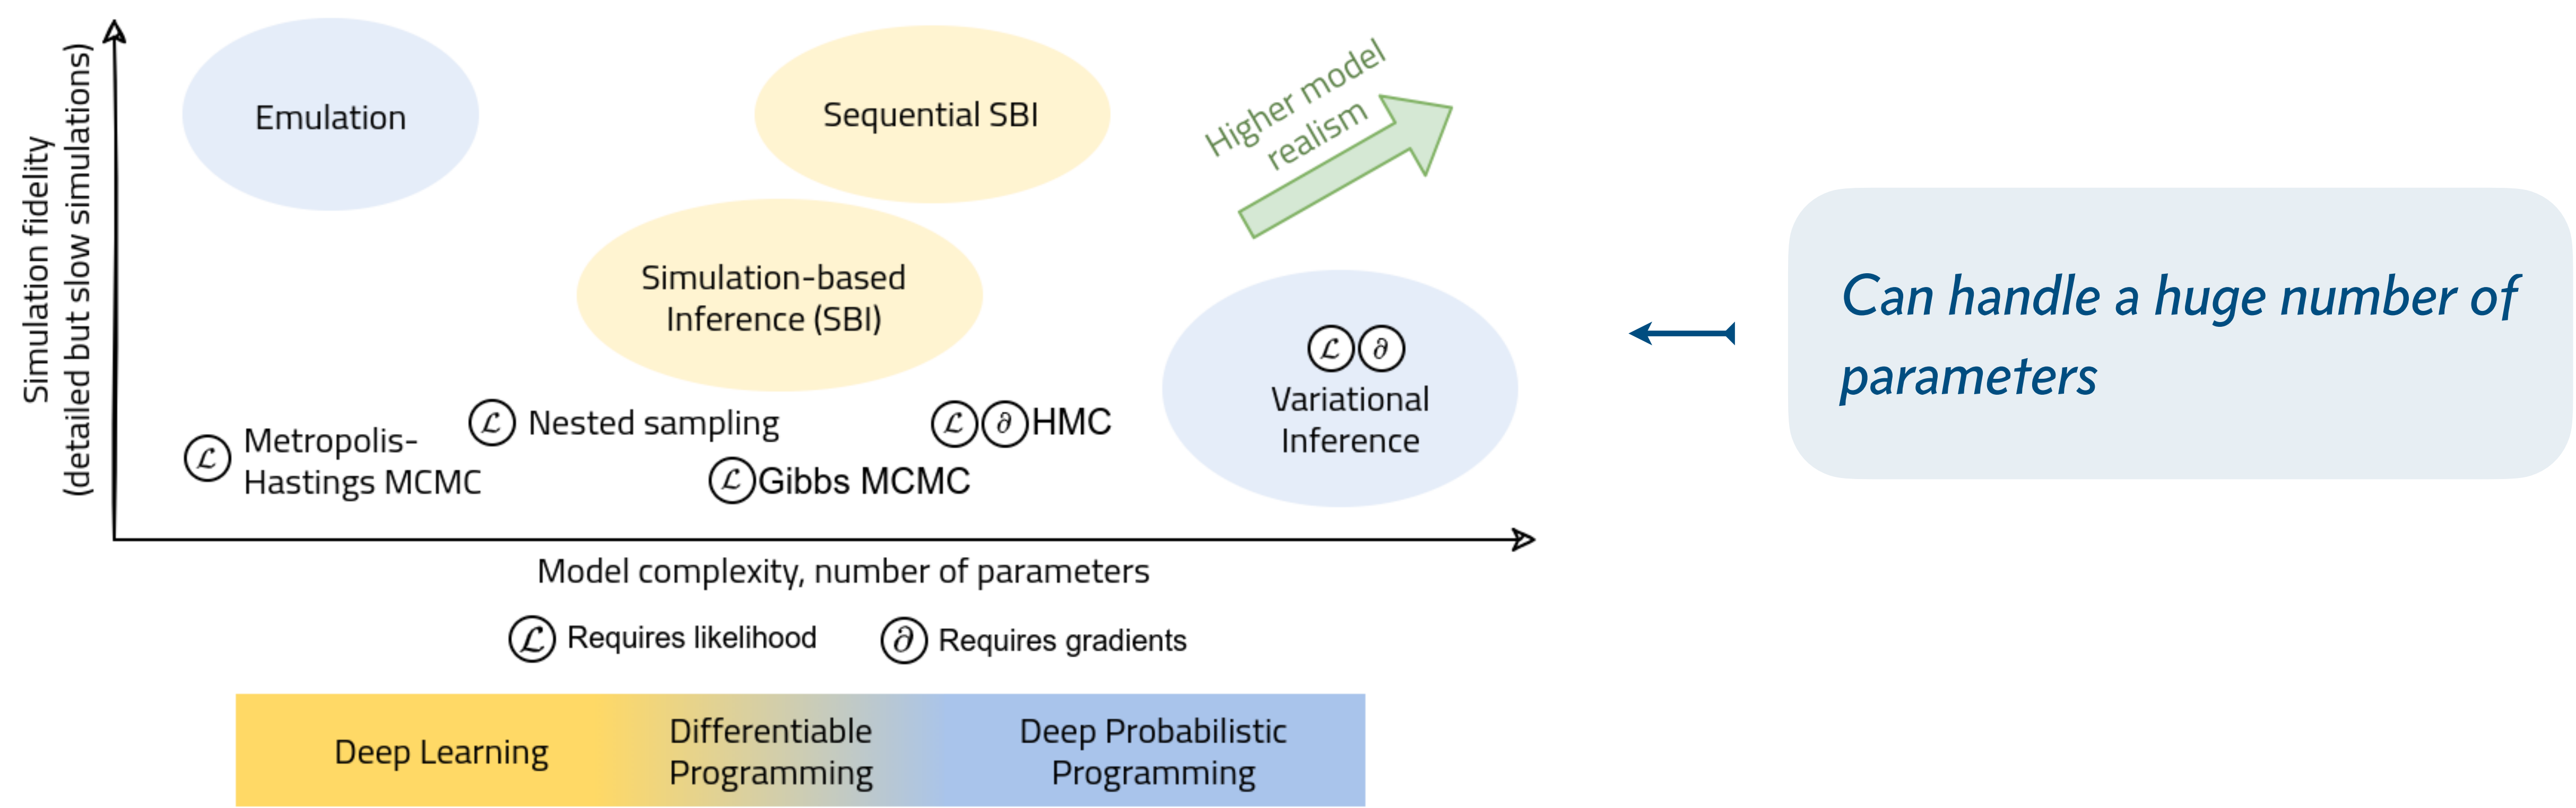 Simulation fidelity
(detailed but slow simulations)
Emulation
Sequential SBI
Higher model
realism
Simulation-based
Inference (SBI)
Can handle a huge number of
parameters
ℒ ∂
Variational
Inference
ℒ Metropolis-
Hastings MCMC
ℒ Nested sampling
ℒ ∂ HMC
ℒ Gibbs MCMC
Model complexity, number of parameters
ℒ Requires likelihood
∂ Requires gradients
Deep Learning
Differentiable
Programming
Deep Probabilistic
Programming